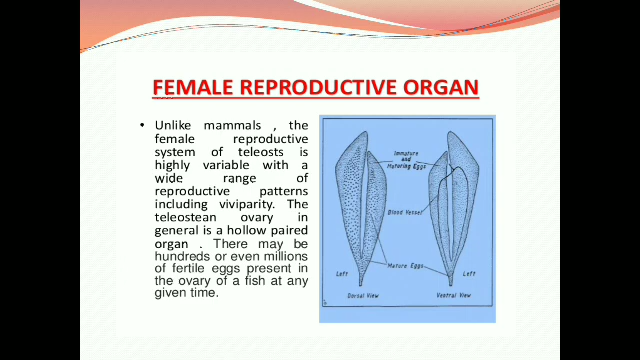 FEMALE REPRODUCTIVE ORGAN
• Unlike mammals , the
female reproductive
system of teleosts is
highly variable with a
wide range of
reproductive patterns
including viviparity. The
teleostean ovary in
general is a hollow paired
organ . There may be
hundreds or even millions
of fertile eggs present in
the ovary of a fish at any
given time.
Immature
and
Maturing Eggs
Blood Vessel
Mature Eggs
Left
Left
Dorsal View
Ventral View